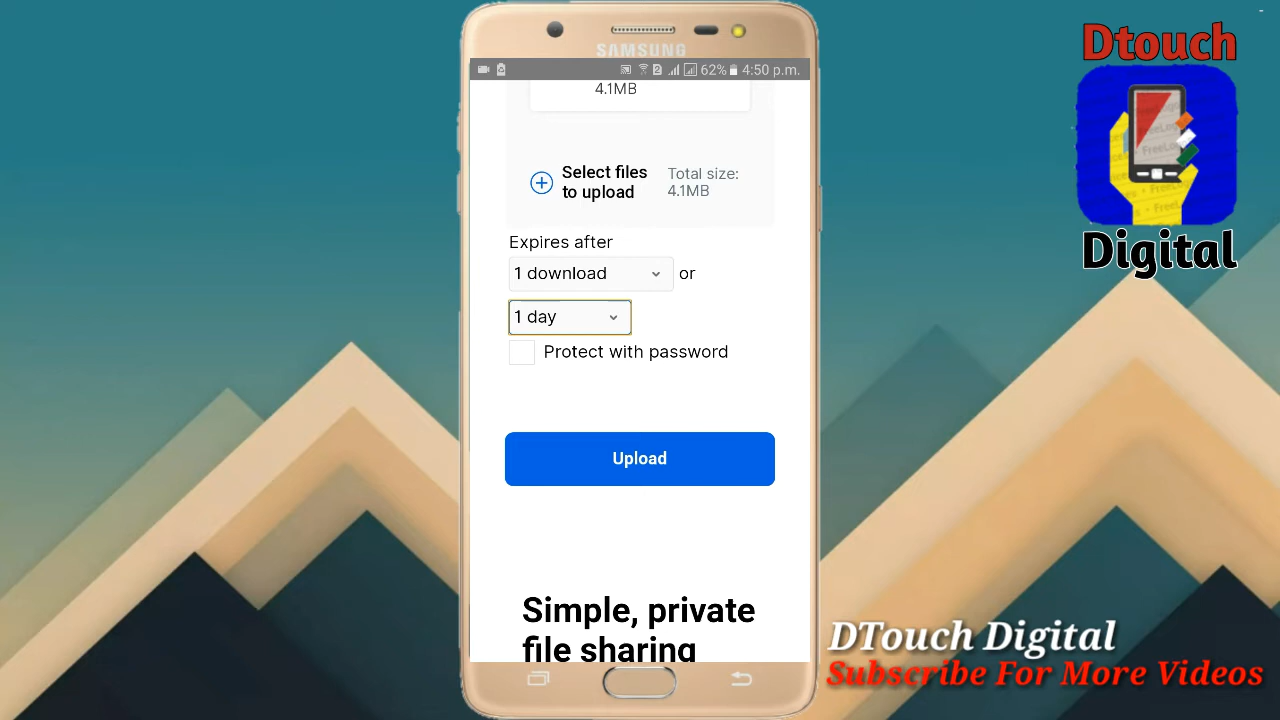 SAMSUNG
62% 4:50 p.m.
4.1MB
Select files
to upload
Total size:
4.1MB
Expires after
1 download
or
1 day
Protect with password
Upload
Simple, private
file sharing
Dtouch
Digital
DTouch Digital
Subscribe For More Videos